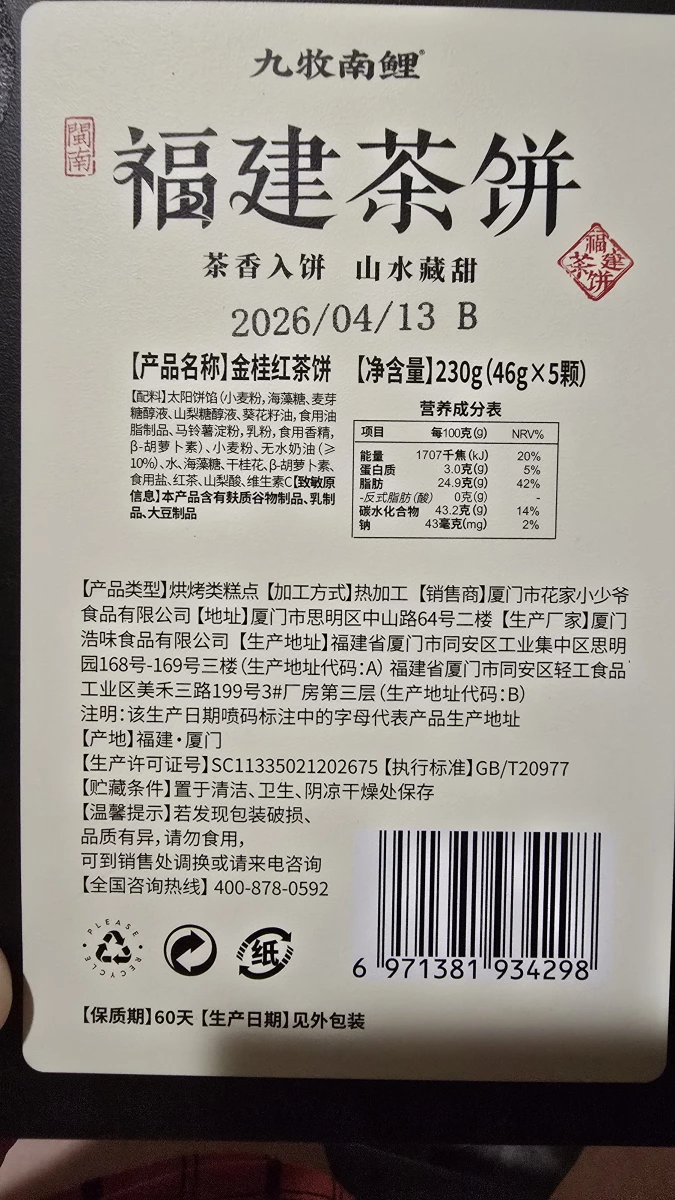 九牧南鲤®
閩南
福建茶饼
福建茶饼
茶香入饼 山水藏甜
2026/04/13 B
【产品名称】金桂红茶饼 【净含量】230g(46g×5颗)
【配料】太阳饼馅(小麦粉,海藻糖、麦芽
糖醇液、山梨糖醇液、葵花籽油,食用油
脂制品、马铃薯淀粉,乳粉,食用香精,
β-胡萝卜素)、小麦粉、无水奶油(≥
10%)、水、海藻糖、干桂花、β-胡萝卜素、
食用盐、红茶、山梨酸、维生素C【致敏原
信息】本产品含有麸质谷物制品、乳制
品、大豆制品
营养成分表
项目 每100克(g) NRV%
能量 1707千焦(kJ) 20%
蛋白质 3.0克(g) 5%
脂肪 24.9克(g) 42%
-反式脂肪(酸) 0克(g) -
碳水化合物 43.2克(g) 14%
钠 43毫克(mg) 2%
【产品类型】烘烤类糕点【加工方式】热加工 【销售商】厦门市花家小少爷
食品有限公司【地址】厦门市思明区中山路64号二楼【生产厂家】厦门
浩味食品有限公司【生产地址】福建省厦门市同安区工业集中区思明
园168号-169号三楼(生产地址代码:A) 福建省厦门市同安区轻工食品
工业区美禾三路199号3#厂房第三层(生产地址代码:B)
注明:该生产日期喷码标注中的字母代表产品生产地址
【产地】福建·厦门
【生产许可证号】SC11335021202675【执行标准】GB/T20977
【贮藏条件】置于清洁、卫生、阴凉干燥处保存
【温馨提示】若发现包装破损、
品质有异,请勿食用,
可到销售处调换或请来电咨询
【全国咨询热线】400-878-0592
PLEASE RECYCLE
纸
6 971381 934298
【保质期】60天【生产日期】见外包装